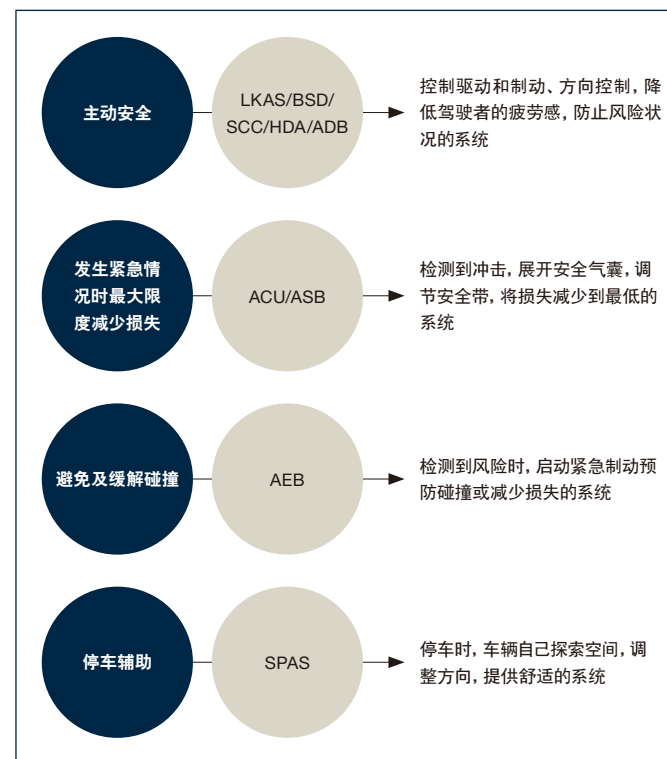 主动安全
LKAS/BSD/
SCC/HDA/ADB
控制驱动和制动、方向控制，降
低驾驶者的疲劳感，防止风险状
况的系统
发生紧急情
况时最大限
度减少损失
ACU/ASB
检测到冲击，展开安全气囊，调
节安全带，将损失减少到最低的
系统
避免及缓解碰撞
AEB
检测到风险时，启动紧急制动预
防碰撞或减少损失的系统
停车辅助
SPAS
停车时，车辆自己探索空间，调
整方向，提供舒适的系统